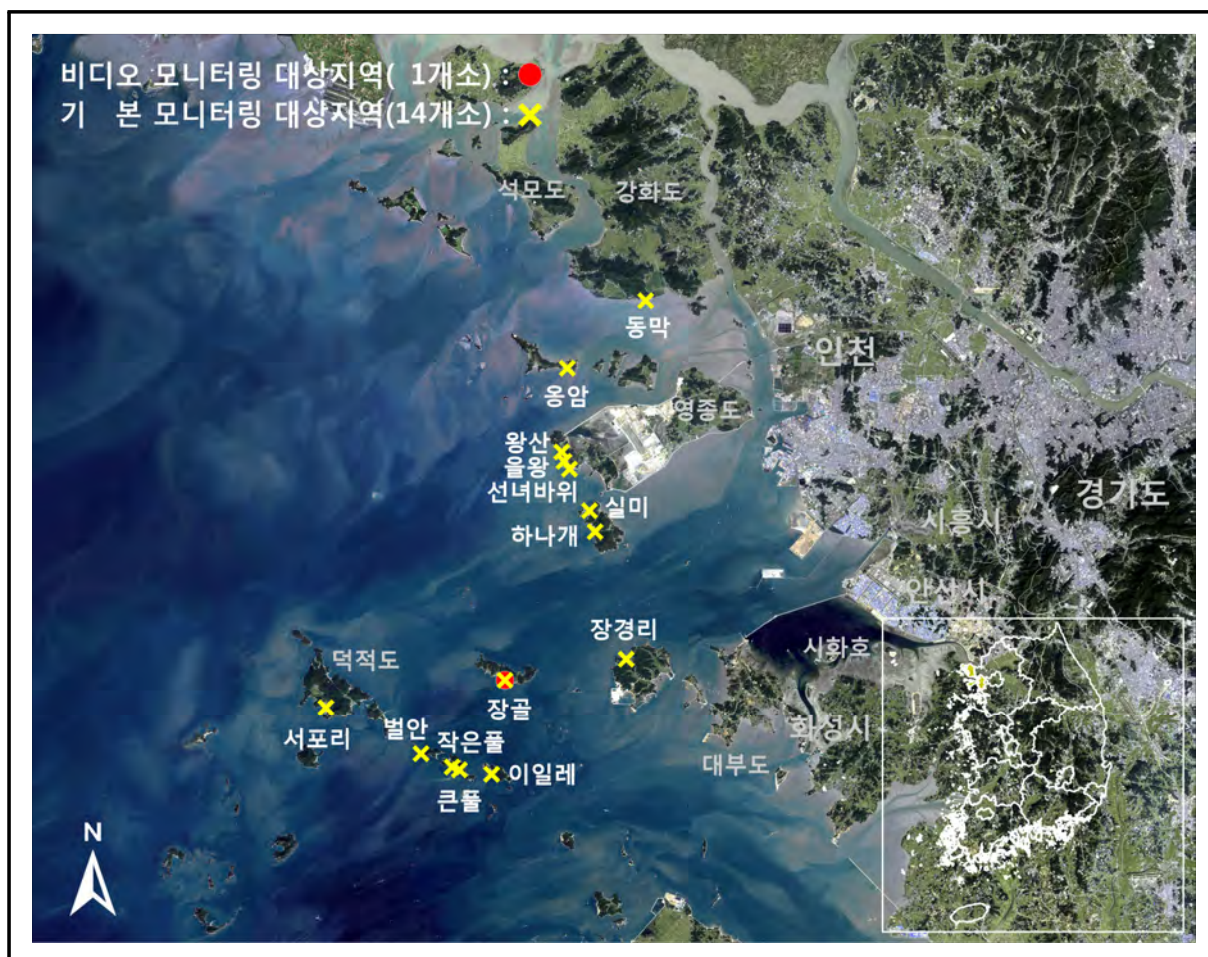 비디오 모니터링 대상지역( 1개소) :
기 본 모니터링 대상지역(14개소) :
석모도
강화도
동막
인천
옹암
영종도
왕산
을왕
선녀바위
실미
경기도
하나개
시흥시
안산시
장경리
시화호
덕적도
장골
서포리
벌안
작은풀
화성시
대부도
이일레
큰풀
N